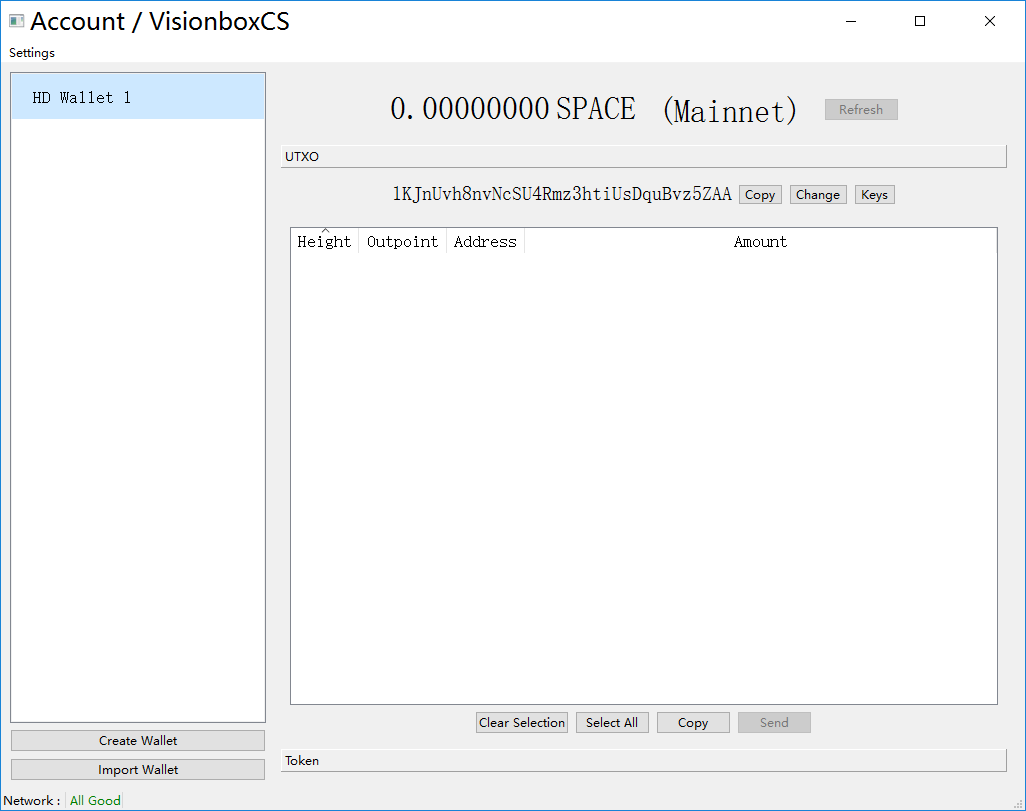 Account / VisionboxCS
Settings
HD Wallet 1
0.00000000 SPACE (Mainnet) Refresh
UTXO
1KJnUvh8nvNcSU4Rmz3htiUsDquBvz5ZAA Copy Change Keys
Height Outpoint Address Amount
Clear Selection Select All Copy Send
Create Wallet
Token
Import Wallet
Network : All Good